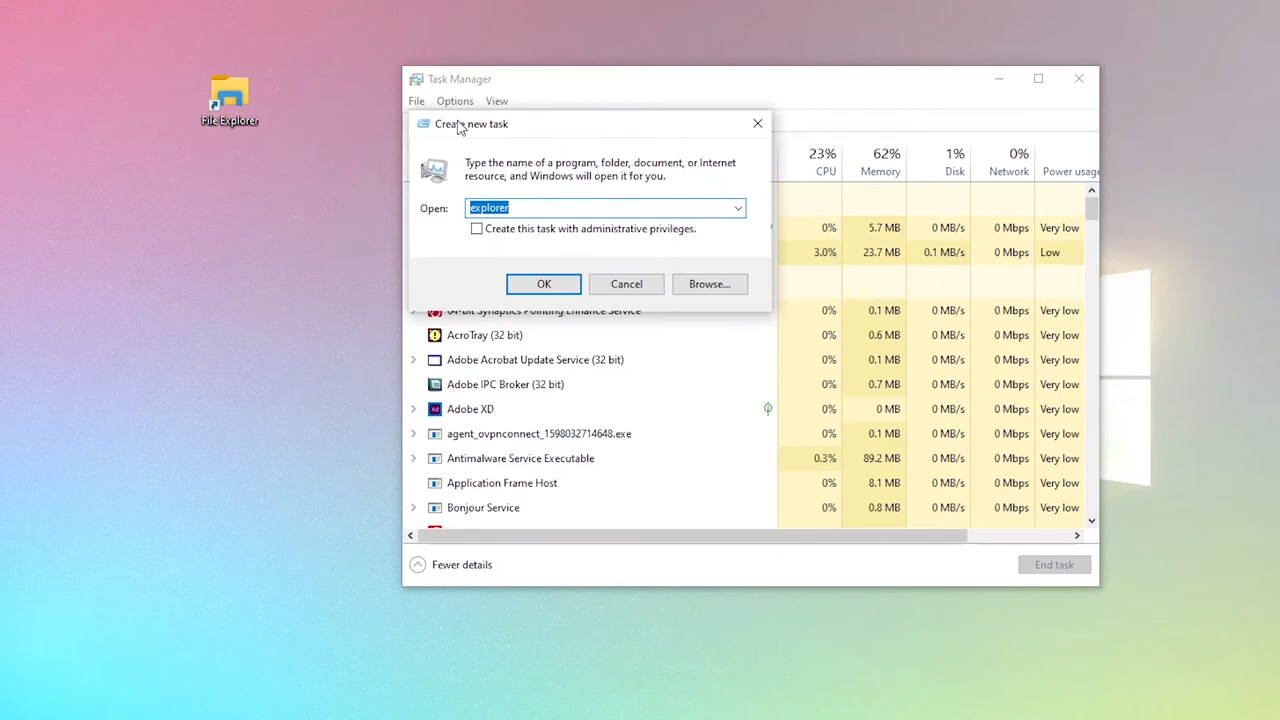 File Explorer
Task Manager
File Options View
Create new task
Type the name of a program, folder, document, or Internet
resource, and Windows will open it for you.
Open: explorer
Create this task with administrative privileges.
OK Cancel Browse...
23% 62% 1% 0%
CPU Memory Disk Network Power usage
0% 5.7 MB 0 MB/s 0 Mbps Very low
3.0% 23.7 MB 0.1 MB/s 0 Mbps Low
64-bit Synaptics Pointing Enhance Service 0% 0.1 MB 0 MB/s 0 Mbps Very low
AcroTray (32 bit) 0% 0.6 MB 0 MB/s 0 Mbps Very low
Adobe Acrobat Update Service (32 bit) 0% 0.1 MB 0 MB/s 0 Mbps Very low
Adobe IPC Broker (32 bit) 0% 0.7 MB 0 MB/s 0 Mbps Very low
Adobe XD 0% 0 MB 0 MB/s 0 Mbps Very low
agent_ovpnconnect_1598032714648.exe 0% 0.1 MB 0 MB/s 0 Mbps Very low
Antimalware Service Executable 0.3% 89.2 MB 0 MB/s 0 Mbps Very low
Application Frame Host 0% 8.1 MB 0 MB/s 0 Mbps Very low
Bonjour Service 0% 0.8 MB 0 MB/s 0 Mbps Very low
Fewer details End task